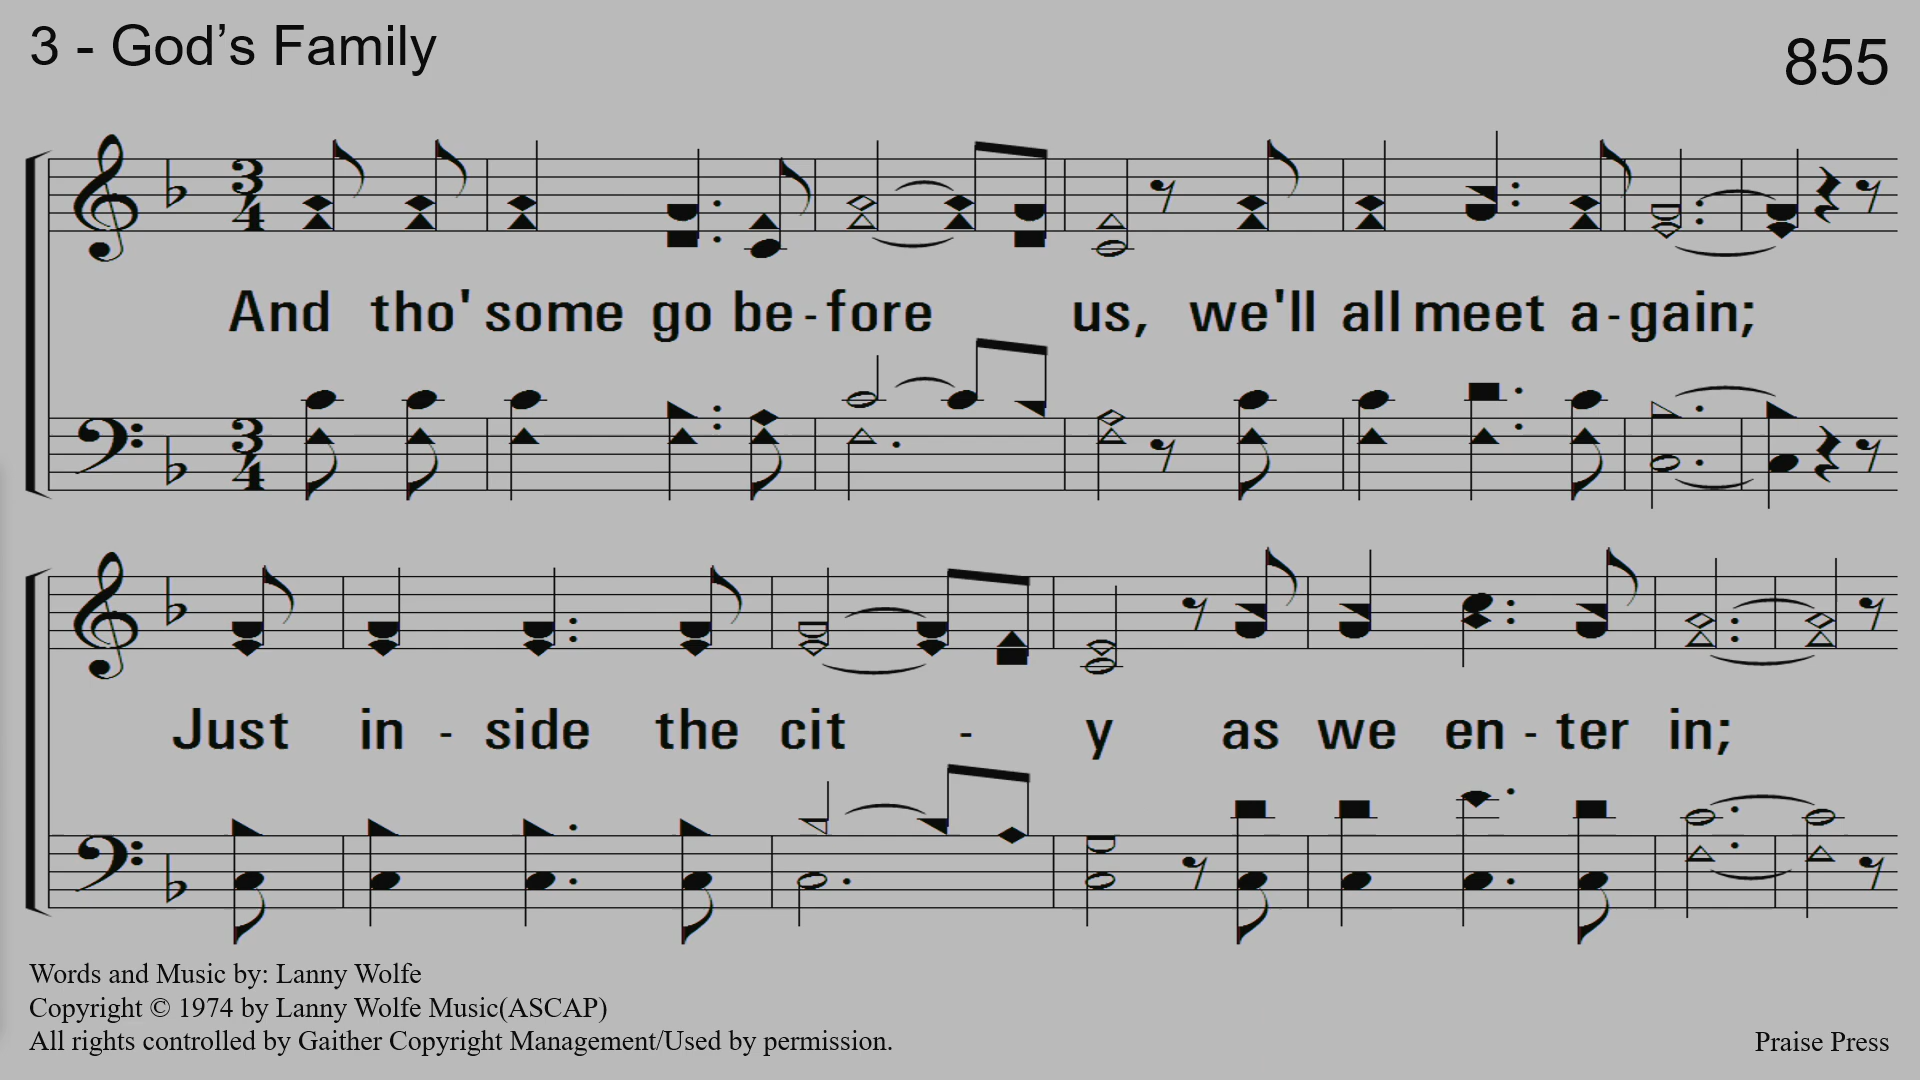 3 - God’s Family
855
And tho' some go be-fore us, we'll all meet a-gain;
Just in - side the cit - y as we en - ter in;
Words and Music by: Lanny Wolfe
Copyright © 1974 by Lanny Wolfe Music(ASCAP)
All rights controlled by Gaither Copyright Management/Used by permission.
Praise Press